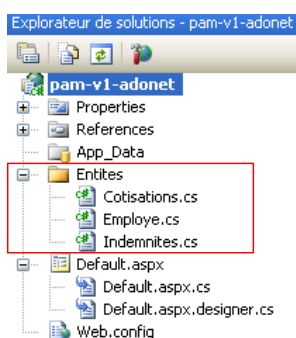 Explorateur de solutions - pam-v1-adonet
pam-v1-adonet
Properties
References
App_Data
Entites
Cotisations.cs
Employe.cs
Indemnites.cs
Default.aspx
Default.aspx.cs
Default.aspx.designer.cs
Web.config